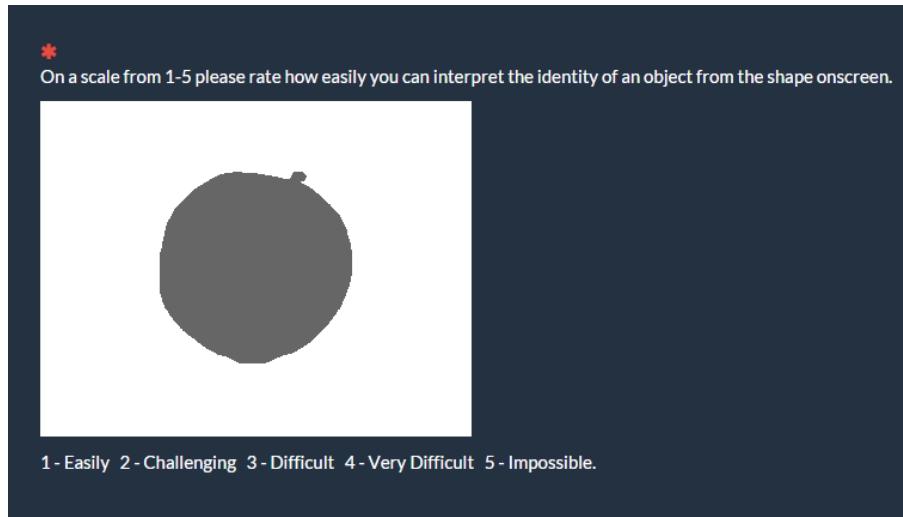 *
On a scale from 1-5 please rate how easily you can interpret the identity of an object from the shape onscreen.
1 - Easily 2 - Challenging 3 - Difficult 4 - Very Difficult 5 - Impossible.